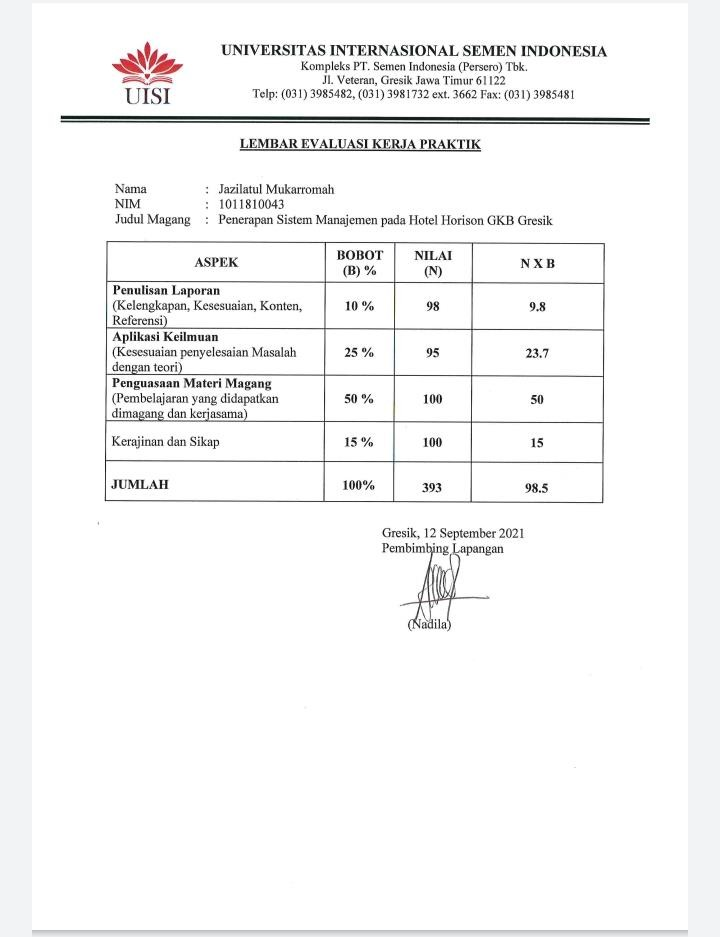 UISI
UNIVERSITAS INTERNASIONAL SEMEN INDONESIA
Kompleks PT. Semen Indonesia (Persero) Tbk.
Jl. Veteran, Gresik Jawa Timur 61122
Telp: (031) 3985482, (031) 3981732 ext. 3662 Fax: (031) 3985481
LEMBAR EVALUASI KERJA PRAKTIK
Nama : Jazilatul Mukarromah
NIM : 1011810043
Judul Magang : Penerapan Sistem Manajemen pada Hotel Horison GKB Gresik
ASPEK BOBOT (B) % NILAI (N) N X B
Penulisan Laporan
(Kelengkapan, Kesesuaian, Konten, 10 % 98 9.8
Referensi)
Aplikasi Keilmuan
(Kesesuaian penyelesaian Masalah 25 % 95 23.7
dengan teori)
Penguasaan Materi Magang
(Pembelajaran yang didapatkan 50 % 100 50
dimagang dan kerjasama)
Kerajinan dan Sikap 15 % 100 15
JUMLAH 100% 393 98.5
Gresik, 12 September 2021
Pembimbing Lapangan
(Nadila)